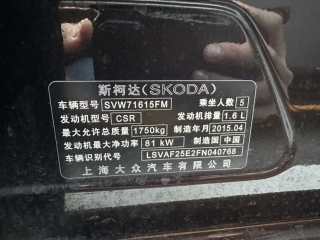 斯柯达(SKODA)
车辆型号 SVW71615FM 乘坐人数 5
发动机型号 CSR 发动机排量 1.6 L
最大允许总质量 1750kg 制造年月 2015.04
发动机最大净功率 81 kW 制造国 中国
车辆识别代号 LSVAF25E2FN040768
上海大众汽车有限公司